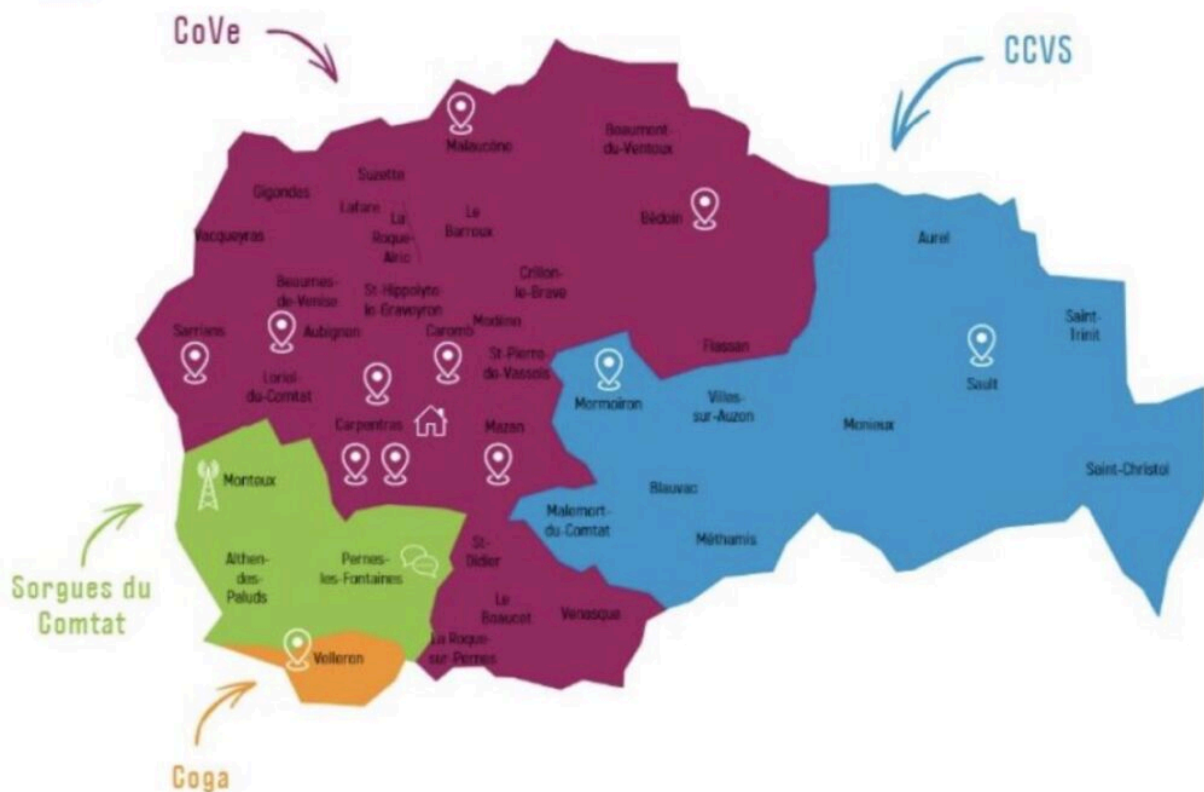 CoVe
CCVS
Malaucène
Beaumont-
du-Ventoux
Suzette
Gigondas
Lafare
La
Roque-
Alric
Le
Barroux
Bédoin
Vacqueyras
Aurel
Beaumes-
de-Venise
St-Hippolyte-
le-Graveyron
Crillon-
le-Brave
Sarrians
Aubignan
Caromb
Modène
Saint-
Trinit
St-Pierre-
de-Vassols
Flassan
Loriol-
du-Comtat
Mormoiron
Villes-
sur-Auzon
Sault
Carpentras
Mazan
Monieux
Monteux
Saint-Christol
Blauvac
Malemort-
du-Comtat
Méthamis
St-
Didier
Althen-
des-
Paluds
Pernes-
les-Fontaines
Sorgues du
Comtat
Le
Beaucet
Venasque
La Roque-
sur-Pernes
Velleron
Coga